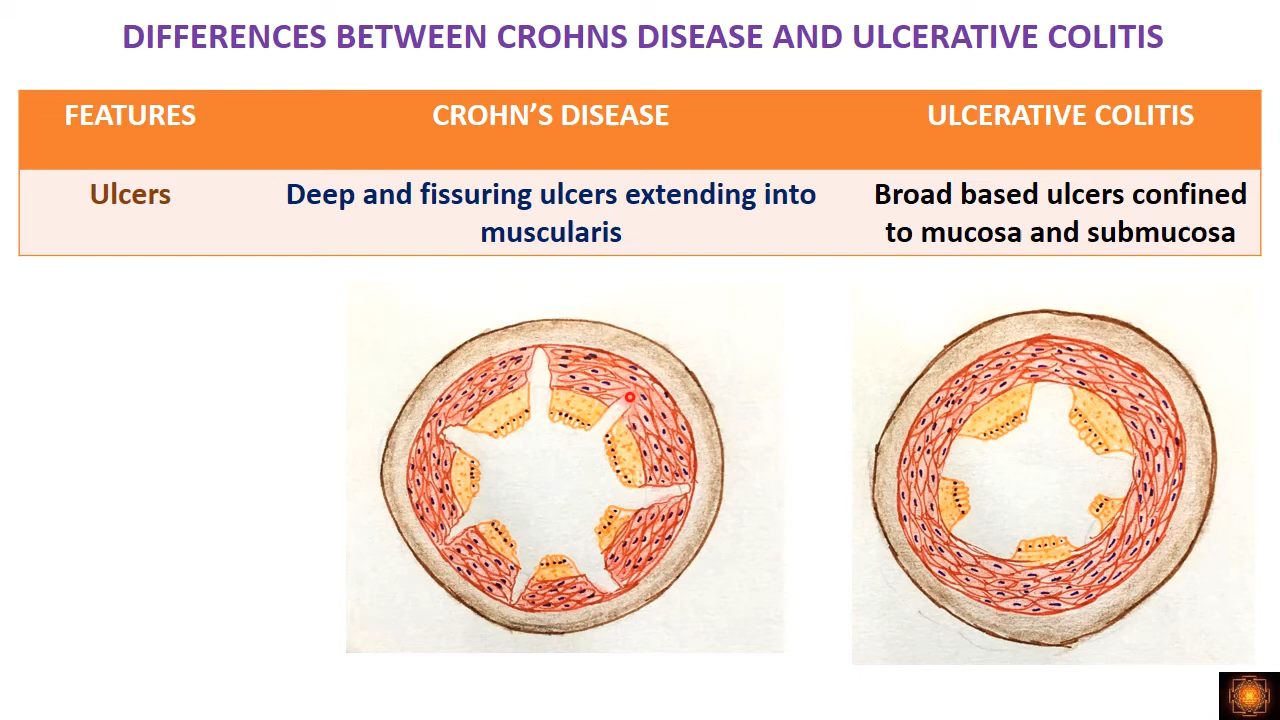 DIFFERENCES BETWEEN CROHNS DISEASE AND ULCERATIVE COLITIS
FEATURES
CROHN’S DISEASE
ULCERATIVE COLITIS
Ulcers
Deep and fissuring ulcers extending into
muscularis
Broad based ulcers confined
to mucosa and submucosa